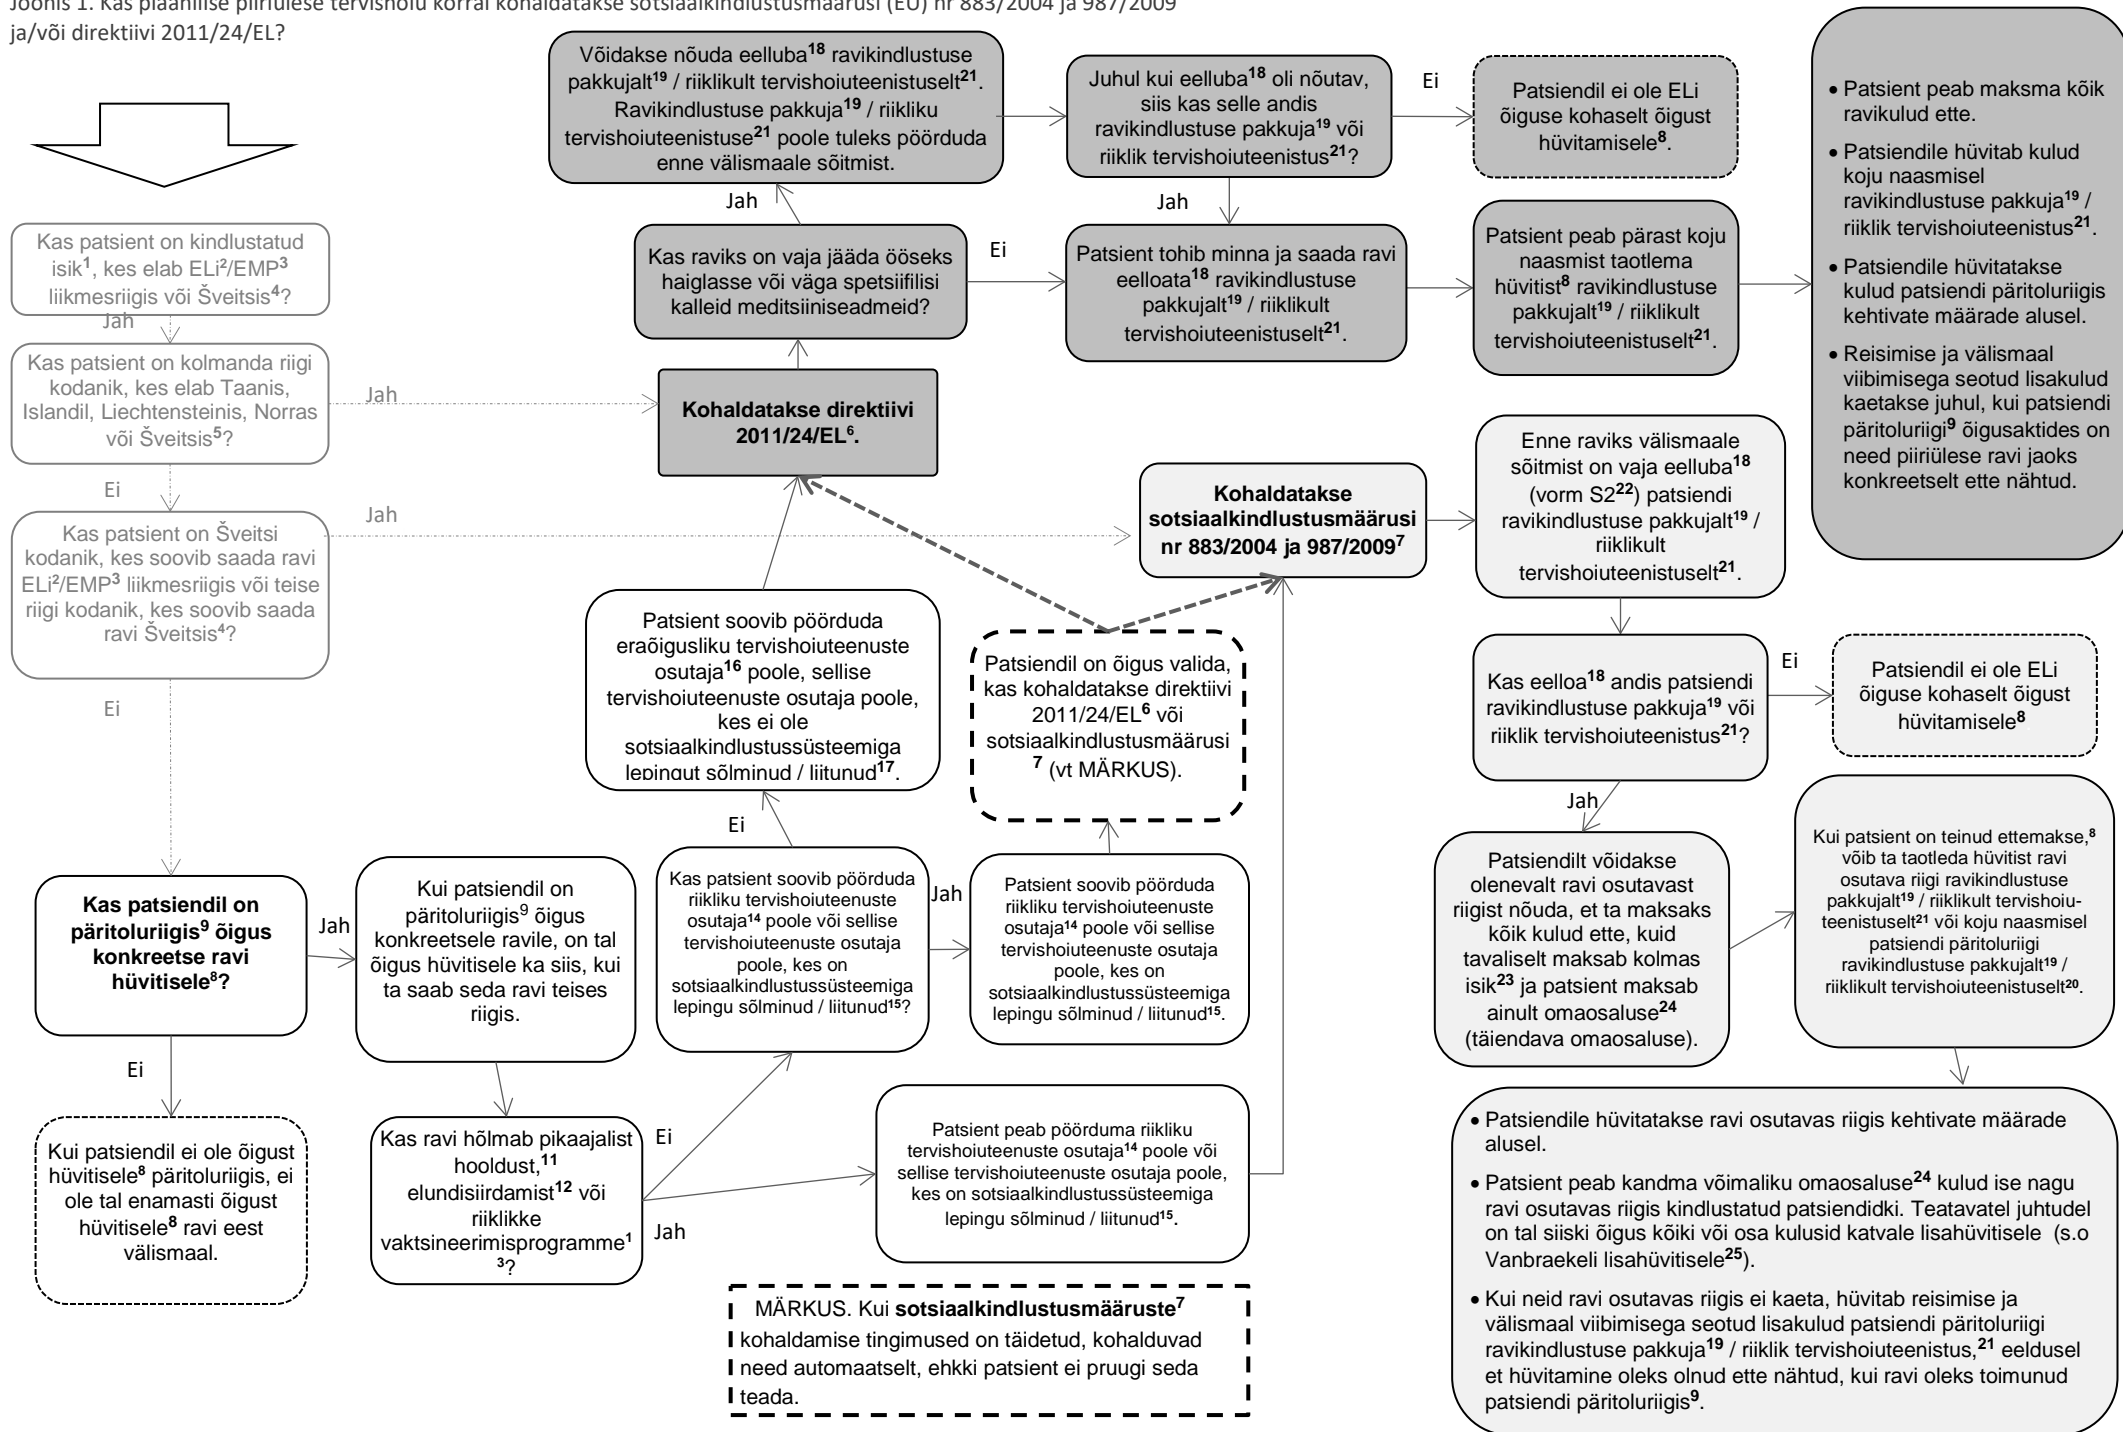 Joonis 1. Kas plaanilise piiriülese tervishoiu korral kohaldatakse sotsiaalkindlustusmäärusi (EÜ) nr 883/2004 ja 987/2009
ja/või direktiivi 2011/24/EL?
Võidakse nõuda eelluba18 ravikindlustuse
pakkujalt19 / riiklikult tervishoiuteenistuselt21.
Ravikindlustuse pakkuja19 / riikliku
tervishoiuteenistuse21 poole tuleks pöörduda
enne välismaale sõitmist.
Juhul kui eelluba18 oli nõutav,
siis kas selle andis
ravikindlustuse pakkuja19 või
riiklik tervishoiuteenistus21?
Ei
Patsiendil ei ole ELi
õiguse kohaselt õigust
hüvitamisele8.
• Patsient peab maksma kõik
ravikulud ette.
• Patsiendile hüvitab kulud
koju naasmisel
ravikindlustuse pakkuja19 /
riiklik tervishoiuteenistus21.
• Patsiendile hüvitatakse
kulud patsiendi päritoluriigis
kehtivate määrade alusel.
• Reisimise ja välismaal
viibimisega seotud lisakulud
kaetakse juhul, kui patsiendi
päritoluriigi9 õigusaktides on
need piiriülese ravi jaoks
konkreetselt ette nähtud.
Jah
Jah
Kas patsient on kindlustatud
isik1, kes elab ELi2/EMP3
liikmesriigis või Šveitsis4?
Jah
Kas raviks on vaja jääda ööseks
haiglasse või väga spetsiifilisi
kalleid meditsiiniseadmeid?
Ei
Patsient tohib minna ja saada ravi
eelloata18 ravikindlustuse
pakkujalt19 / riiklikult
tervishoiuteenistuselt21.
Patsient peab pärast koju
naasmist taotlema
hüvitist8 ravikindlustuse
pakkujalt19 / riiklikult
tervishoiuteenistuselt21.
Kas patsient on kolmanda riigi
kodanik, kes elab Taanis,
Islandil, Liechtensteinis, Norras
või Šveitsis5?
Jah
Ei
Kohaldatakse direktiivi
2011/24/EL6.
Kas patsient on Šveitsi
kodanik, kes soovib saada ravi
ELi2/EMP3 liikmesriigis või teise
riigi kodanik, kes soovib saada
ravi Šveitsis4?
Jah
Ei
Kohaldatakse
sotsiaalkindlustusmäärusi
nr 883/2004 ja 987/20097
Enne raviks välismaale
sõitmist on vaja eelluba18
(vorm S222) patsiendi
ravikindlustuse pakkujalt19 /
riiklikult
tervishoiuteenistuselt21.
Patsient soovib pöörduda
eraõigusliku tervishoiuteenuste
osutaja16 poole, sellise
tervishoiuteenuste osutaja poole,
kes ei ole
sotsiaalkindlustussüsteemiga
lepingut sõlminud / liitunud17.
Patsiendil on õigus valida,
kas kohaldatakse direktiivi
2011/24/EL6 või
sotsiaalkindlustusmäärusi
7 (vt MÄRKUS).
Kas eelloa18 andis patsiendi
ravikindlustuse pakkuja19 või
riiklik tervishoiuteenistus21?
Ei
Patsiendil ei ole ELi
õiguse kohaselt õigust
hüvitamisele8
Jah
Ei
Kas patsiendil on
päritoluriigis9 õigus
konkreetse ravi
hüvitisele8?
Jah
Kui patsiendil on
päritoluriigis9 õigus
konkreetsele ravile, on tal
õigus hüvitisele ka siis, kui
ta saab seda ravi teises
riigis.
Kas patsient soovib pöörduda
riikliku tervishoiuteenuste
osutaja14 poole või sellise
tervishoiuteenuste osutaja
poole, kes on
sotsiaalkindlustussüsteemiga
lepingu sõlminud / liitunud15?
Jah
Patsient soovib pöörduda
riikliku tervishoiuteenuste
osutaja14 poole või sellise
tervishoiuteenuste osutaja
poole, kes on
sotsiaalkindlustussüsteemiga
lepingu sõlminud / liitunud15.
Patsiendilt võidakse
olenevalt ravi osutavast
riigist nõuda, et ta maksaks
kõik kulud ette, kuid
tavaliselt maksab kolmas
isik23 ja patsient maksab
ainult omaosaluse24
(täiendava omaosaluse).
Kui patsient on teinud ettemakse,8
võib ta taotleda hüvitist ravi
osutava riigi ravikindlustuse
pakkujalt19 / riiklikult tervishoiu-
teenistuselt21 või koju naasmisel
patsiendi päritoluriigi
ravikindlustuse pakkujalt19 /
riiklikult tervishoiuteenistuselt20.
Ei
Kui patsiendil ei ole õigust
hüvitisele8 päritoluriigis, ei
ole tal enamasti õigust
hüvitisele8 ravi eest
välismaal.
Kas ravi hõlmab pikaajalist
hooldust,11
elundisiirdamist12 või
riiklikke
vaktsineerimisprogramme1
3?
Ei
Jah
Patsient peab pöörduma riikliku
tervishoiuteenuste osutaja14 poole või
sellise tervishoiuteenuste osutaja poole,
kes on sotsiaalkindlustussüsteemiga
lepingu sõlminud / liitunud15.
• Patsiendile hüvitatakse ravi osutavas riigis kehtivate määrade
alusel.
• Patsient peab kandma võimaliku omaosaluse24 kulud ise nagu
ravi osutavas riigis kindlustatud patsiendidki. Teatavatel juhtudel
on tal siiski õigus kõiki või osa kulusid katvale lisahüvitisele (s.o
Vanbraekeli lisahüvitisele25).
• Kui neid ravi osutavas riigis ei kaeta, hüvitab reisimise ja
välismaal viibimisega seotud lisakulud patsiendi päritoluriigi
ravikindlustuse pakkuja19 / riiklik tervishoiuteenistus,21 eeldusel
et hüvitamine oleks olnud ette nähtud, kui ravi oleks toimunud
patsiendi päritoluriigis9.
MÄRKUS. Kui sotsiaalkindlustusmääruste7
kohaldamise tingimused on täidetud, kohalduvad
need automaatselt, ehkki patsient ei pruugi seda
teada.